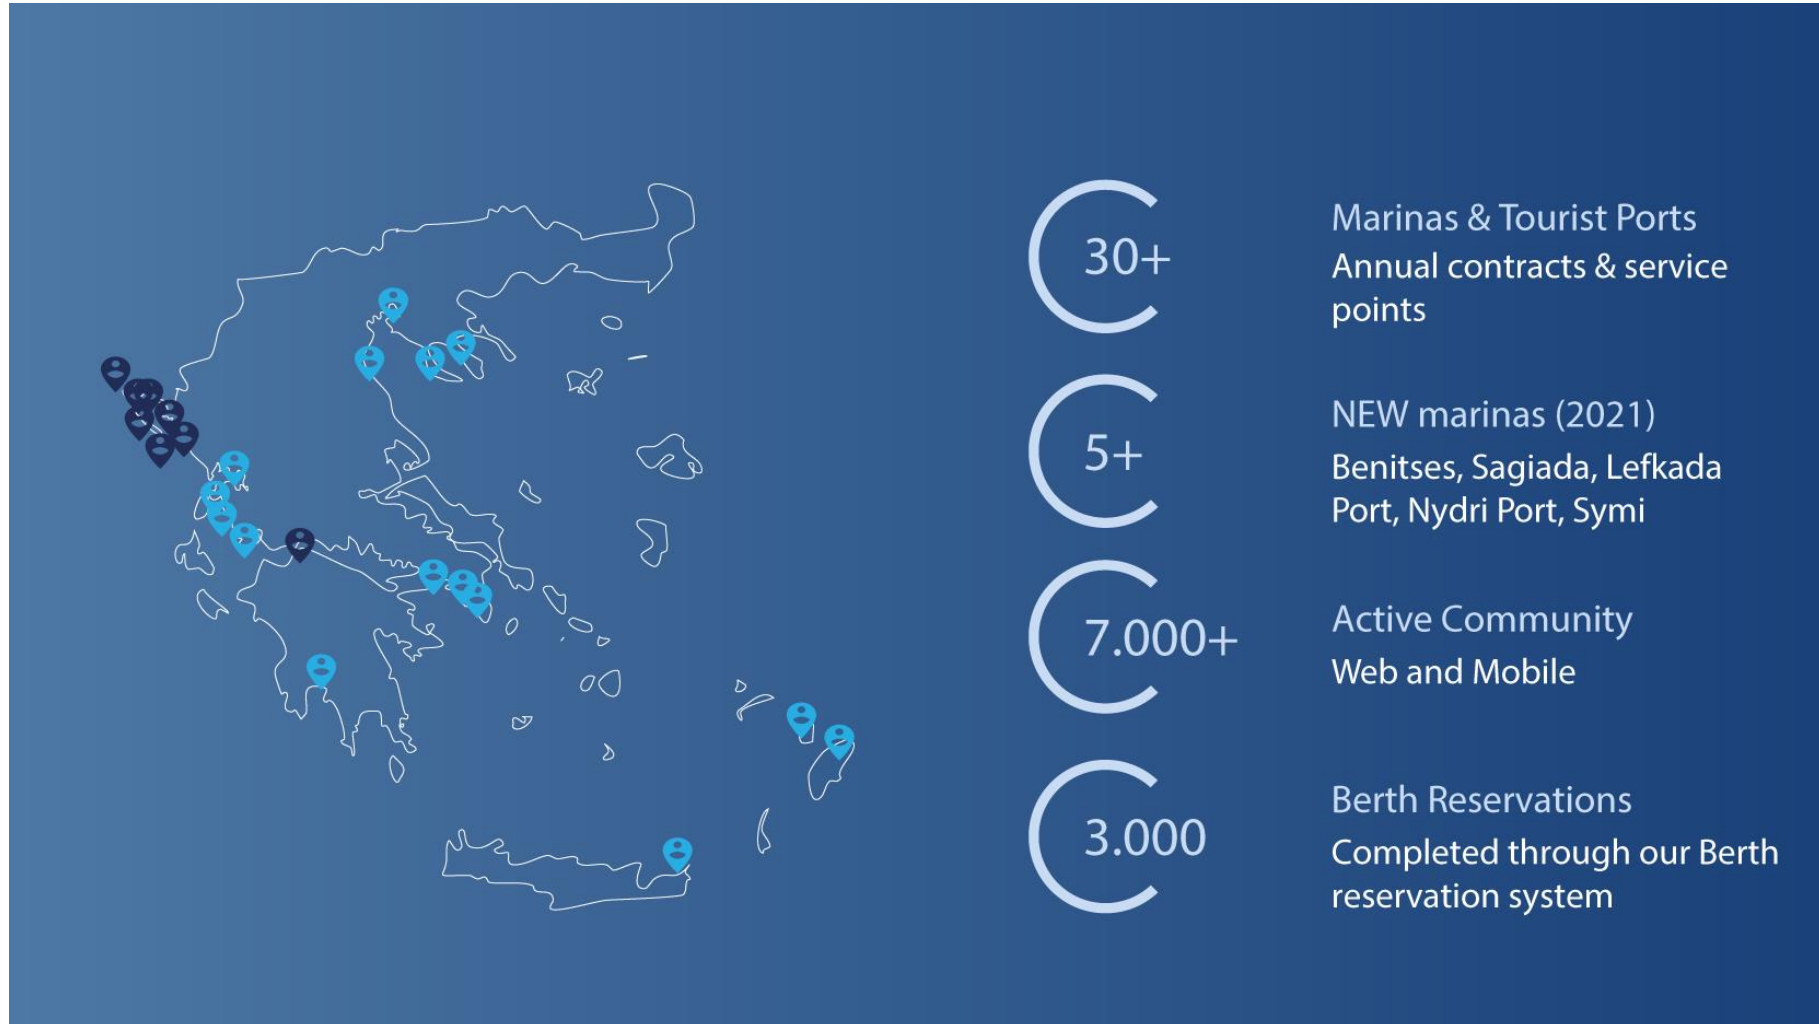 30+
Marinas & Tourist Ports
Annual contracts & service
points
5+
NEW marinas (2021)
Benitses, Sagiada, Lefkada
Port, Nydri Port, Symi
7.000+
Active Community
Web and Mobile
3.000
Berth Reservations
Completed through our Berth
reservation system